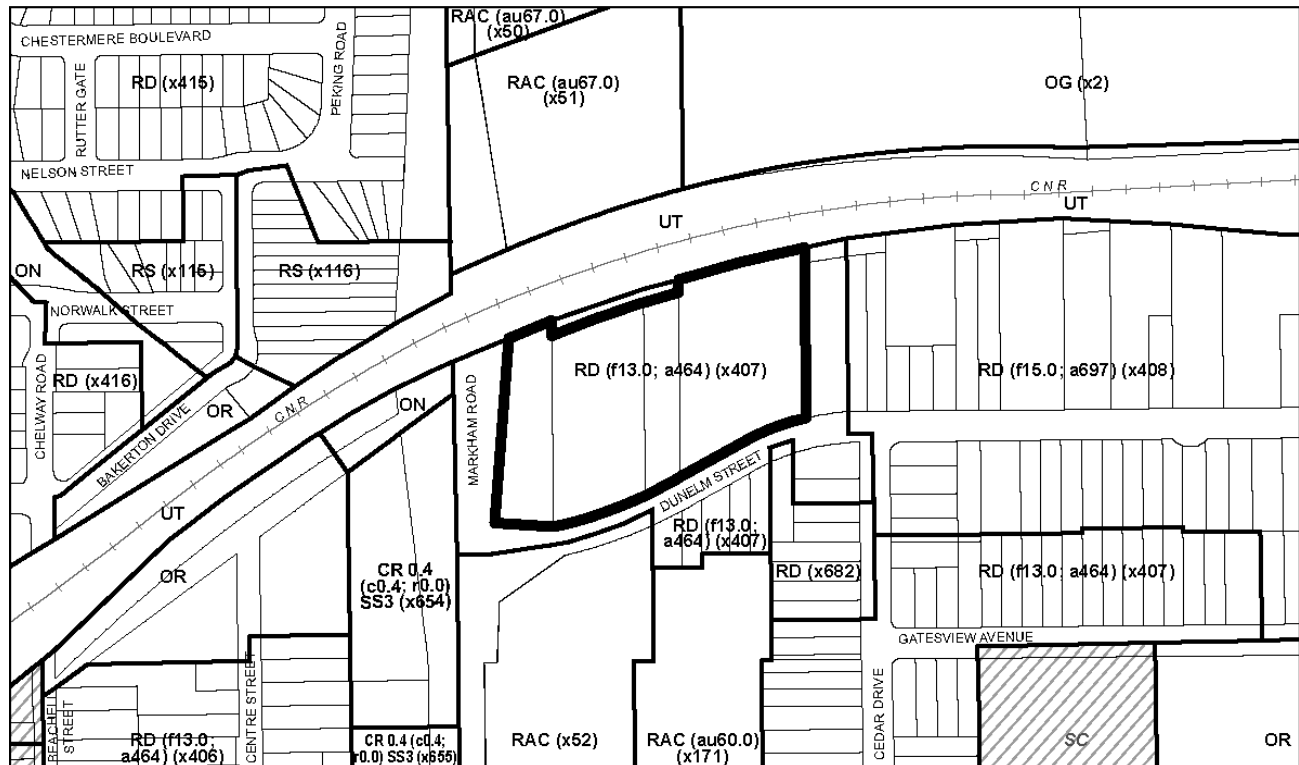 RAC (au67.0)
(x50)
CHESTERMERE BOULEVARD
PEKING ROAD
RUTTER GATE
RD (x415)
RAC (au67.0)
(x51)
OG (x2)
NELSON STREET
C N R
UT
UT
ON
RS (x115)
RS (x116)
NORWALK STREET
CHELWAY ROAD
RD (x416)
OR
C N R
BAKERTON DRIVE
ON
MARKHAM ROAD
RD (f13.0; a464) (x407)
RD (f15.0; a697) (x408)
DUNELM STREET
UT
RD (f13.0;
a464) (x407)
OR
CR 0.4
(c0.4; r0.0)
SS3 (x654)
RD (x682)
RD (f13.0; a464) (x407)
GATESVIEW AVENUE
BEACHELL
STREET
CENTRE STREET
CEDAR DRIVE
RD (f13.0;
a464) (x406)
CR 0.4 (c0.4;
r0.0) SS3 (x655)
RAC (x52)
RAC (au60.0)
(x171)
SC
OR